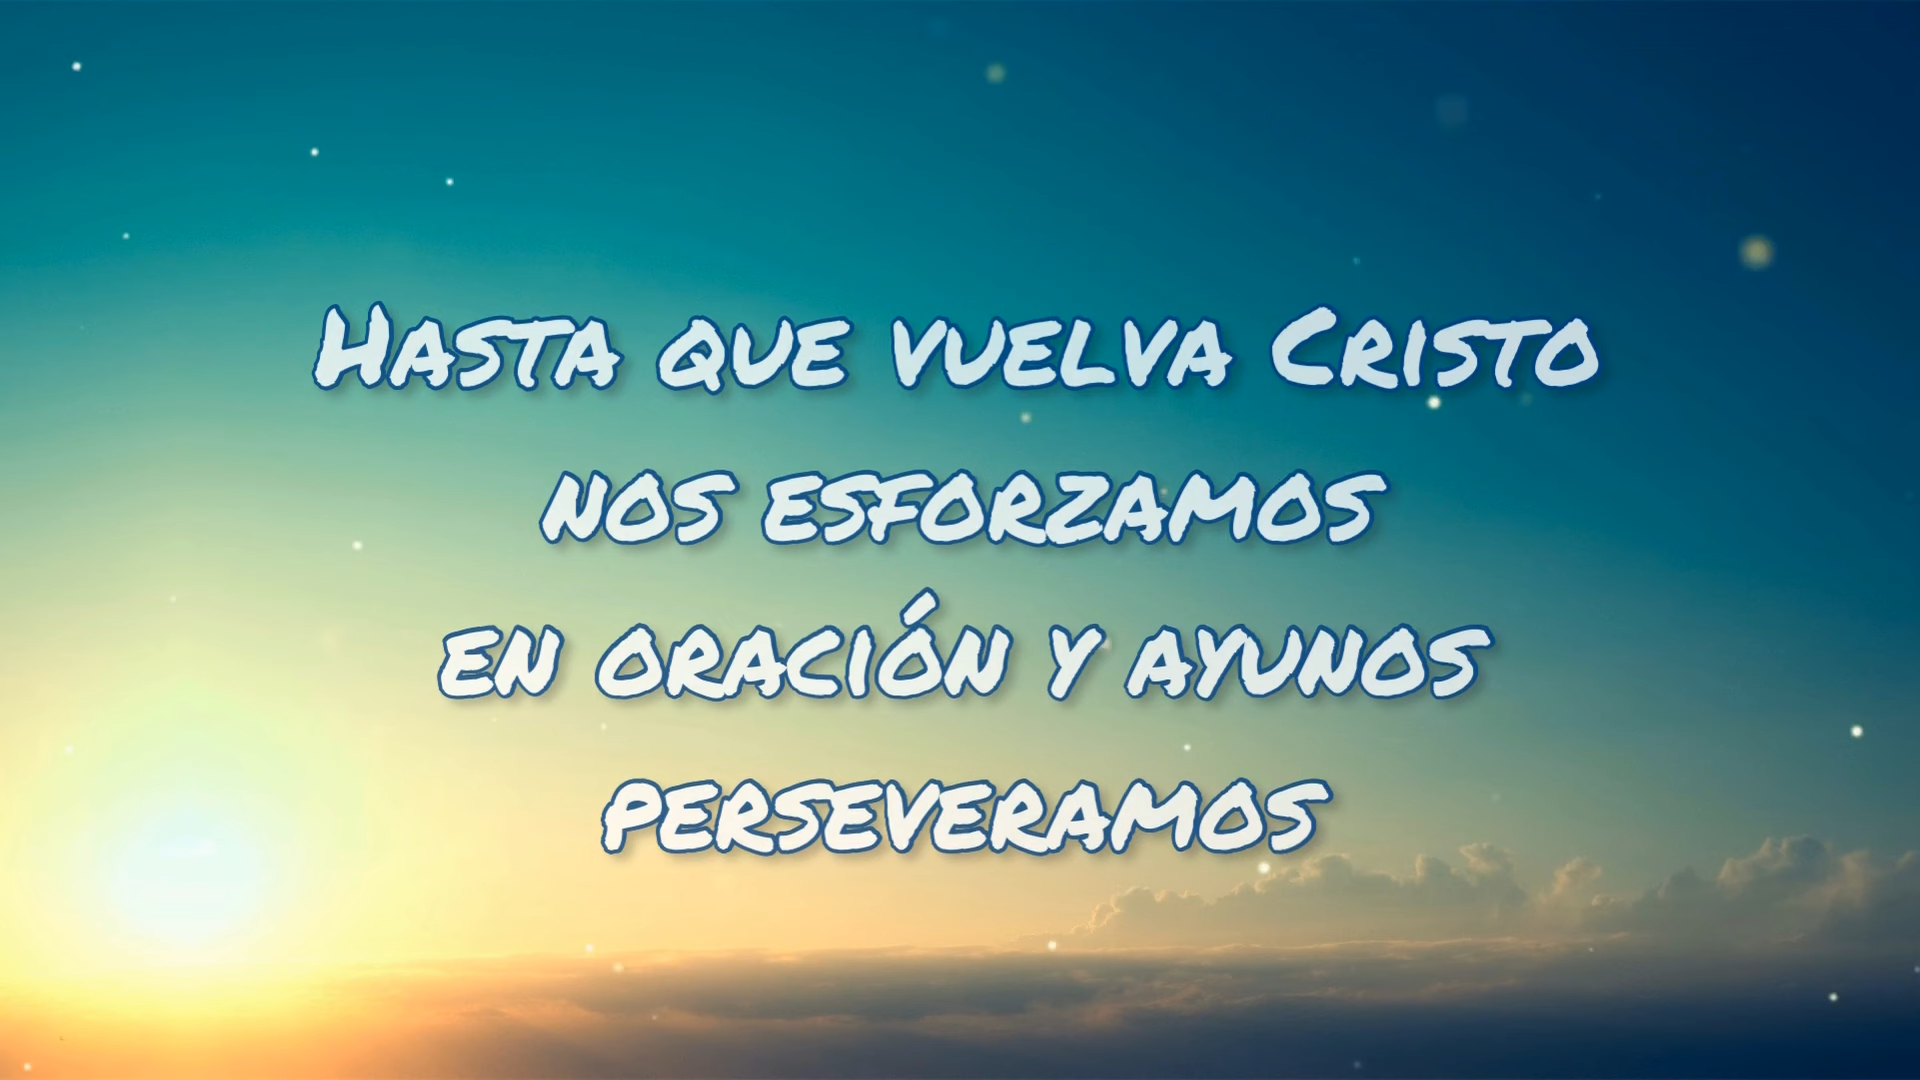 Hasta que vuelva Cristo
nos esforzamos
en oración y ayunos
perseveramos